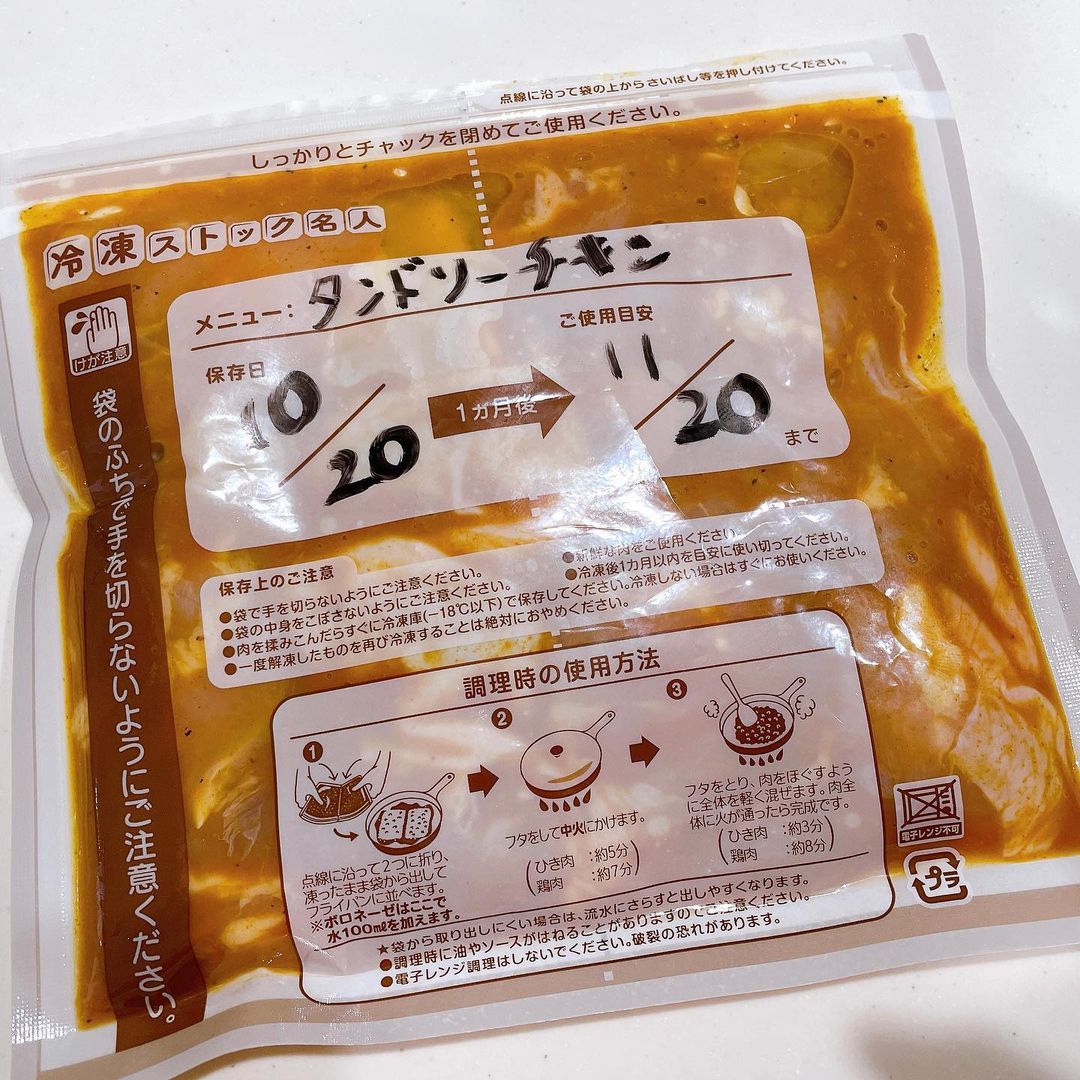 点線に沿って袋の上からさいばし等を押し付けてください。
しっかりとチャックを閉めてご使用ください。
冷凍ストック名人
けが注意
袋のふちで手を切らないようにご注意ください。
メニュー：タンドリーチキン
保存日
10/20
1ヵ月後
ご使用目安
11/20
まで
保存上のご注意
●袋で手を切らないようにご注意ください。
●袋の中身をこぼさないようにご注意ください。
●肉を揉みこんだらすぐに冷凍庫(−18℃以下)で保存してください。冷凍しない場合はすぐにお使いください。
●一度解凍したものを再び冷凍することは絶対におやめください。
●新鮮な肉をご使用ください。
●冷凍後1カ月以内を目安に使い切ってください。
調理時の使用方法
1
点線に沿って2つに折り、
凍ったまま袋から出して
フライパンに並べます。
※ボロネーゼはここで
水100mlを加えます。
2
フタをして中火にかけます。
(ひき肉　：約5分
鶏肉　：約7分)
3
フタをとり、肉をほぐすよう
に全体を軽く混ぜます。肉全
体に火が通ったら完成です。
(ひき肉　：約3分
鶏肉　：約8分)
★袋から取り出しにくい場合は、流水にさらすと出しやすくなります。
●調理時に油やソースがはねることがありますのでご注意ください。
●電子レンジ調理はしないでください。破裂の恐れがあります。
電子レンジ不可
プラ